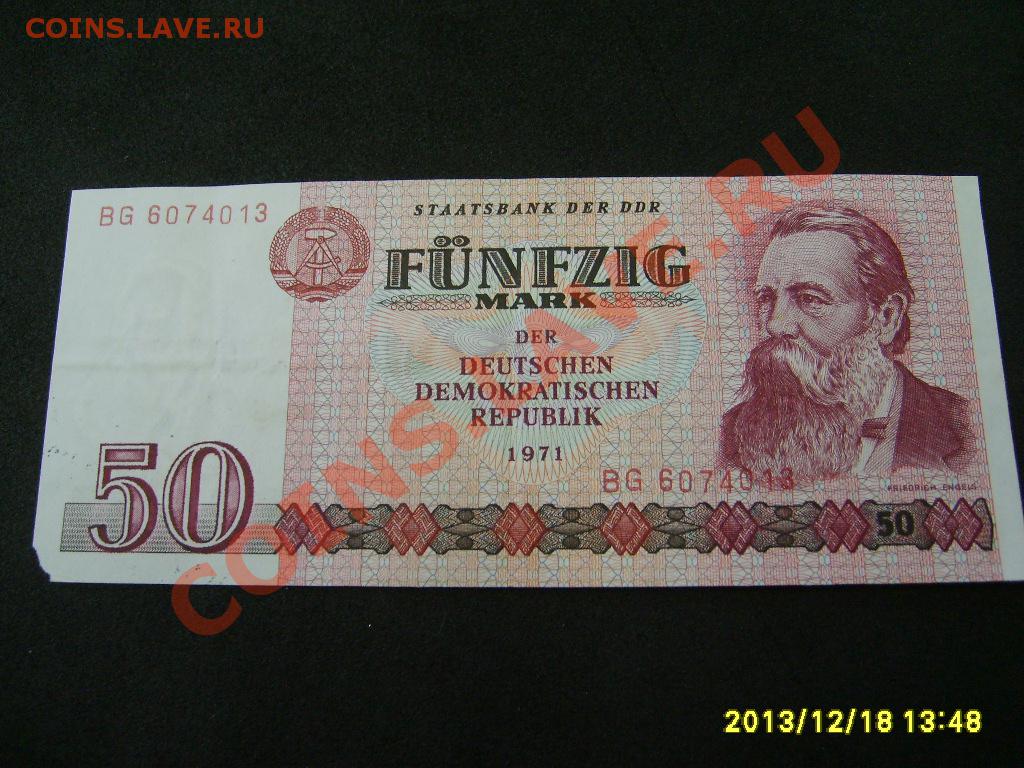 COINS.LAVE.RU
BG 6074013
STAATSBANK DER DDR
FÜNFZIG
MARK
DER
DEUTSCHEN
DEMOKRATISCHEN
REPUBLIK
1971
BG 6074013
FRIEDRICH ENGELS
50
50
COINS.LAVE.RU
2013/12/18 13:48